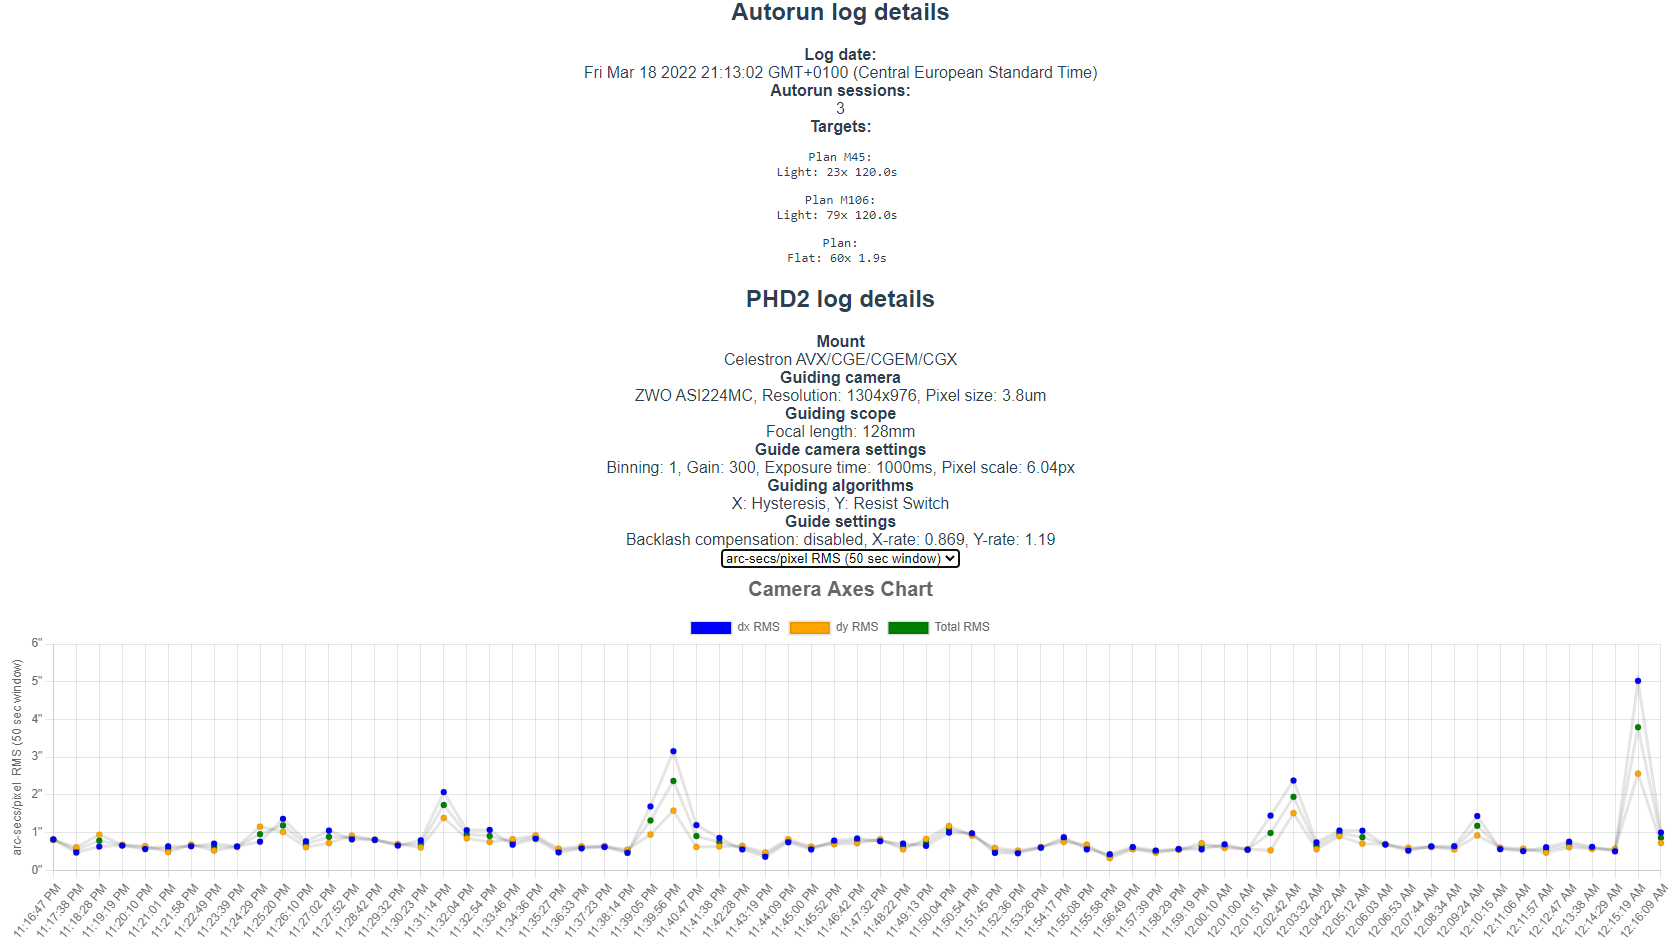 Autorun log details
Log date:
Fri Mar 18 2022 21:13:02 GMT+0100 (Central European Standard Time)
Autorun sessions:
3
Targets:
Plan M45:
Light: 23x 120.0s
Plan M106:
Light: 79x 120.0s
Plan:
Flat: 60x 1.9s
PHD2 log details
Mount
Celestron AVX/CGE/CGEM/CGX
Guiding camera
ZWO ASI224MC, Resolution: 1304x976, Pixel size: 3.8um
Guiding scope
Focal length: 128mm
Guide camera settings
Binning: 1, Gain: 300, Exposure time: 1000ms, Pixel scale: 6.04px
Guiding algorithms
X: Hysteresis, Y: Resist Switch
Guide settings
Backlash compensation: disabled, X-rate: 0.869, Y-rate: 1.19
arc-secs/pixel RMS (50 sec window)
Camera Axes Chart
dx RMS dy RMS Total RMS
arc-secs/pixel RMS (50 sec window)
6"
5"
4"
3"
2"
1"
0"
11:16:47 PM
11:17:38 PM
11:18:28 PM
11:19:19 PM
11:20:10 PM
11:21:01 PM
11:21:58 PM
11:22:49 PM
11:23:39 PM
11:24:29 PM
11:25:20 PM
11:26:10 PM
11:27:02 PM
11:27:52 PM
11:28:42 PM
11:29:32 PM
11:30:23 PM
11:31:14 PM
11:32:04 PM
11:32:54 PM
11:33:46 PM
11:34:36 PM
11:35:27 PM
11:36:33 PM
11:37:23 PM
11:38:14 PM
11:39:05 PM
11:39:56 PM
11:40:47 PM
11:41:38 PM
11:42:28 PM
11:43:19 PM
11:44:09 PM
11:45:00 PM
11:45:52 PM
11:46:42 PM
11:47:32 PM
11:48:22 PM
11:49:13 PM
11:50:04 PM
11:50:54 PM
11:51:45 PM
11:52:36 PM
11:53:26 PM
11:54:17 PM
11:55:08 PM
11:55:58 PM
11:56:49 PM
11:57:39 PM
11:58:29 PM
11:59:19 PM
12:00:10 AM
12:01:00 AM
12:01:51 AM
12:02:42 AM
12:03:32 AM
12:04:22 AM
12:05:12 AM
12:06:03 AM
12:06:53 AM
12:07:44 AM
12:08:34 AM
12:09:24 AM
12:10:15 AM
12:11:06 AM
12:11:57 AM
12:12:47 AM
12:13:38 AM
12:14:29 AM
12:15:19 AM
12:16:09 AM